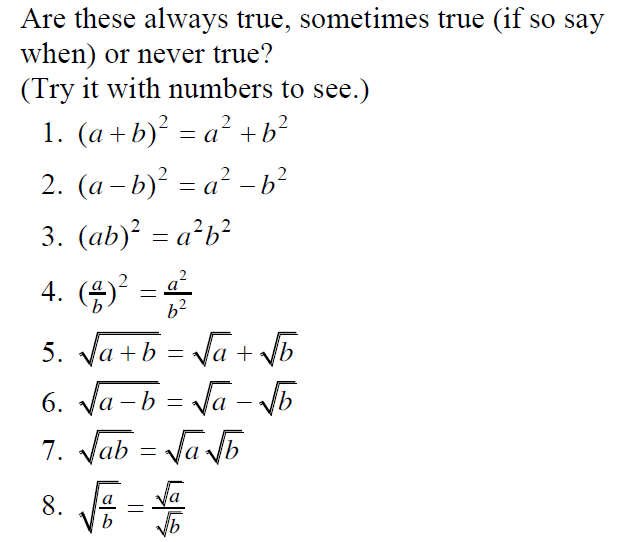 Are these always true, sometimes true (if so say
when) or never true?
(Try it with numbers to see.)
1. (a + b)² = a² + b²
2. (a − b)² = a² − b²
3. (ab)² = a²b²
4. (a/b)² = a²/b²
5. √(a + b) = √a + √b
6. √(a − b) = √a − √b
7. √(ab) = √a √b
8. √(a/b) = √a/√b